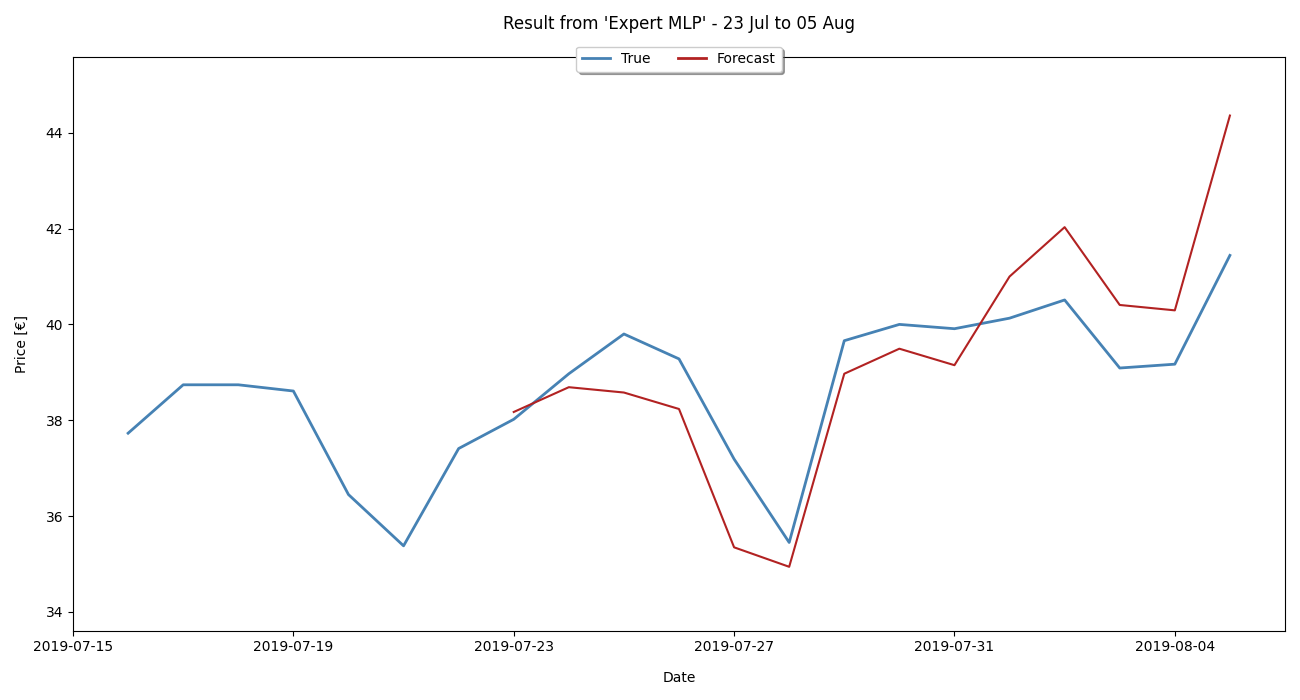 Result from 'Expert MLP' - 23 Jul to 05 Aug
True Forecast
Price [€]
44
42
40
38
36
34
2019-07-15 2019-07-19 2019-07-23 2019-07-27 2019-07-31 2019-08-04
Date